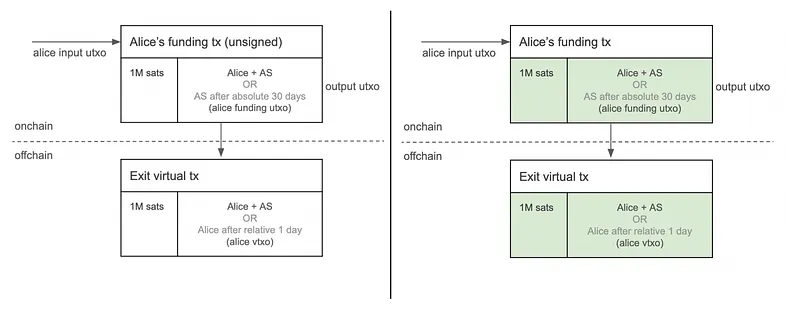 Alice's funding tx (unsigned)
alice input utxo
1M sats
Alice + AS
OR
AS after absolute 30 days
(alice funding utxo)
output utxo
onchain
offchain
Exit virtual tx
1M sats
Alice + AS
OR
Alice after relative 1 day
(alice vtxo)
Alice's funding tx
alice input utxo
1M sats
Alice + AS
OR
AS after absolute 30 days
(alice funding utxo)
output utxo
onchain
offchain
Exit virtual tx
1M sats
Alice + AS
OR
Alice after relative 1 day
(alice vtxo)